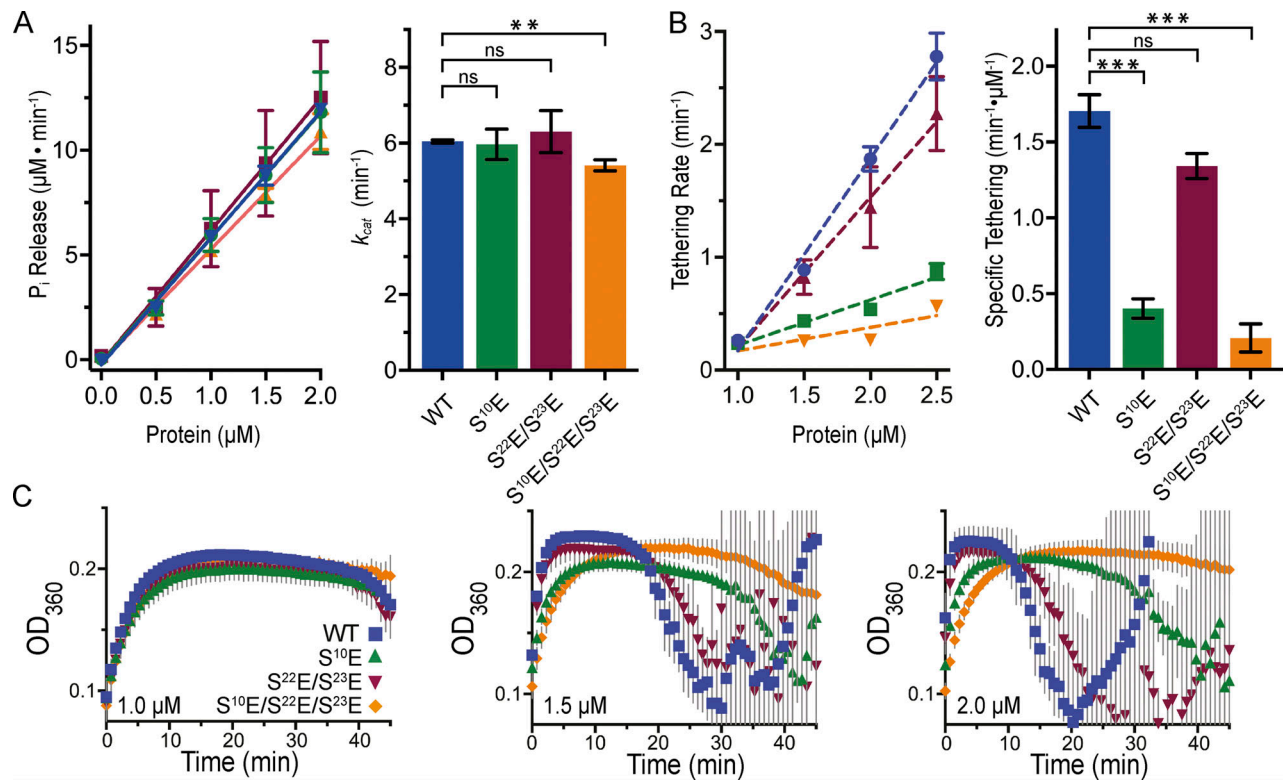 A
Pi Release (µM • min⁻¹)
15
10
5
0
0.0 0.5 1.0 1.5 2.0
Protein (µM)
kcat (min⁻¹)
8
6
4
2
0
**
ns
ns
WT
S¹⁰E
S²²E/S²³E
S¹⁰E/S²²E/S²³E
B
Tethering Rate (min⁻¹)
3
2
1
0
1.0 1.5 2.0 2.5
Protein (µM)
Specific Tethering (min⁻¹•µM⁻¹)
2.0
1.5
1.0
0.5
0.0
***
ns
***
WT
S¹⁰E
S²²E/S²³E
S¹⁰E/S²²E/S²³E
C
OD₃₆₀
0.2
0.1
WT
S¹⁰E
S²²E/S²³E
S¹⁰E/S²²E/S²³E
1.0 µM
0 10 20 30 40
Time (min)
OD₃₆₀
0.2
0.1
1.5 µM
0 10 20 30 40
Time (min)
OD₃₆₀
0.2
0.1
2.0 µM
0 10 20 30 40
Time (min)